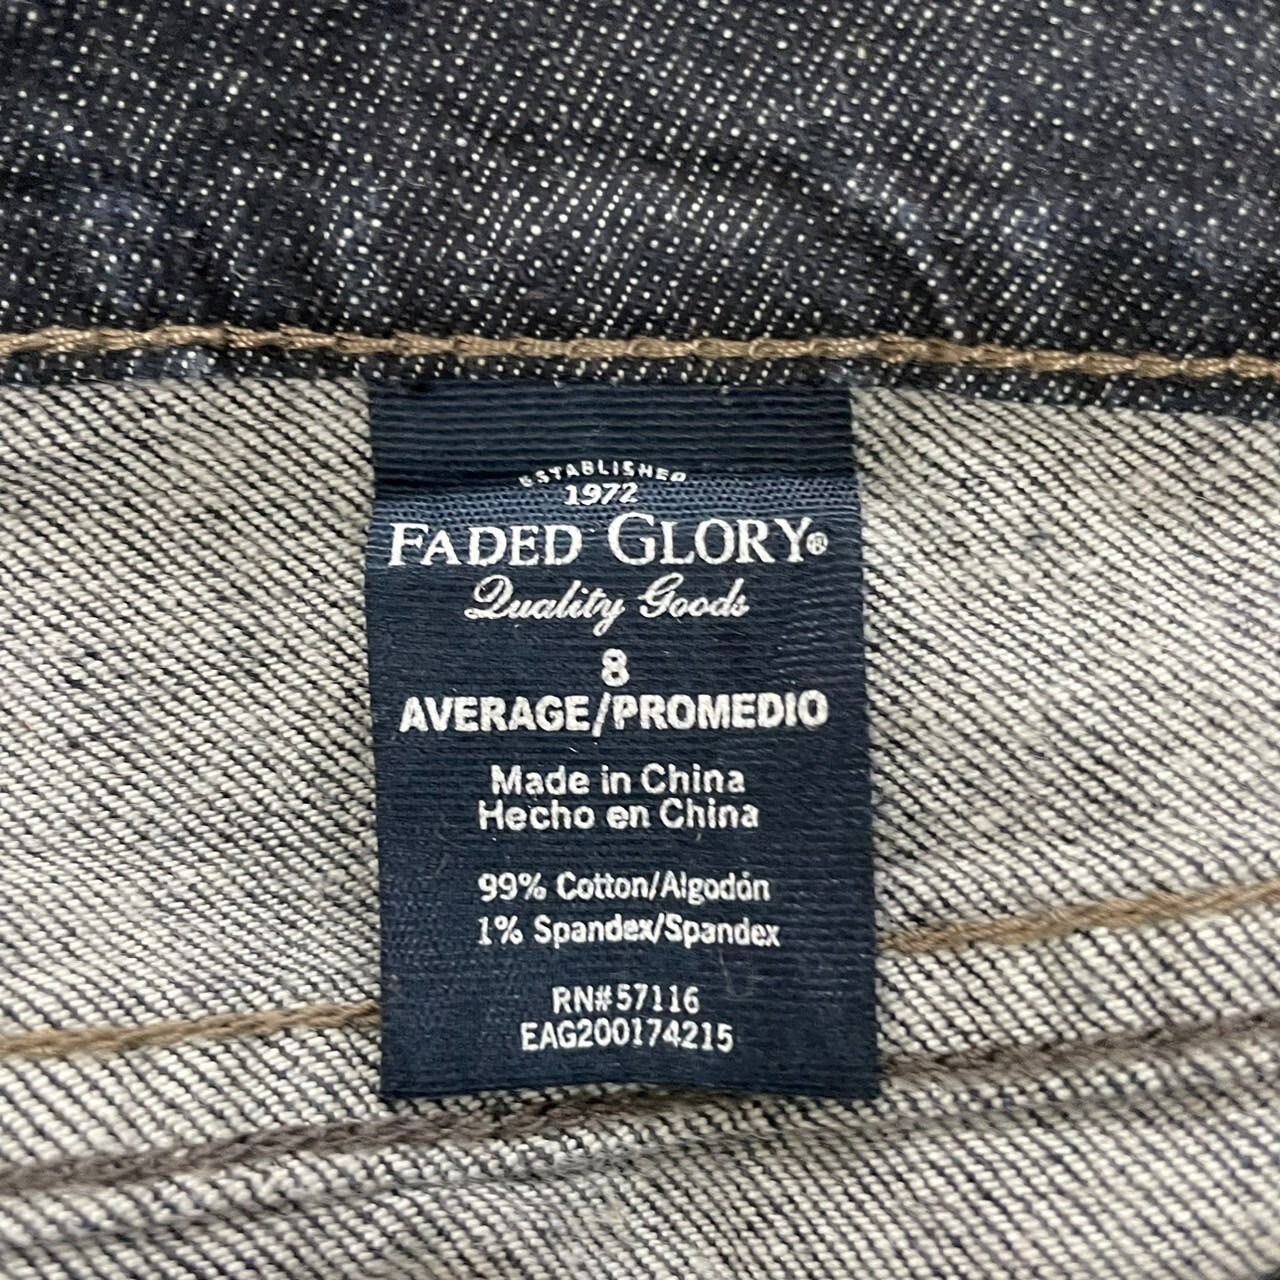 ESTABLISHED
1972
FADED GLORY®
Quality Goods
8
AVERAGE/PROMEDIO
Made in China
Hecho en China
99% Cotton/Algodón
1% Spandex/Spandex
RN#57116
EAG200174215